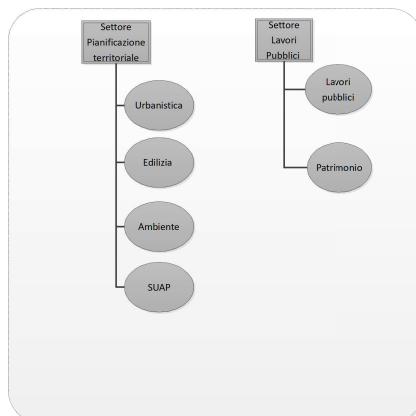 Settore
Pianificazione
territoriale
Urbanistica
Edilizia
Ambiente
SUAP
Settore
Lavori
Pubblici
Lavori
pubblici
Patrimonio